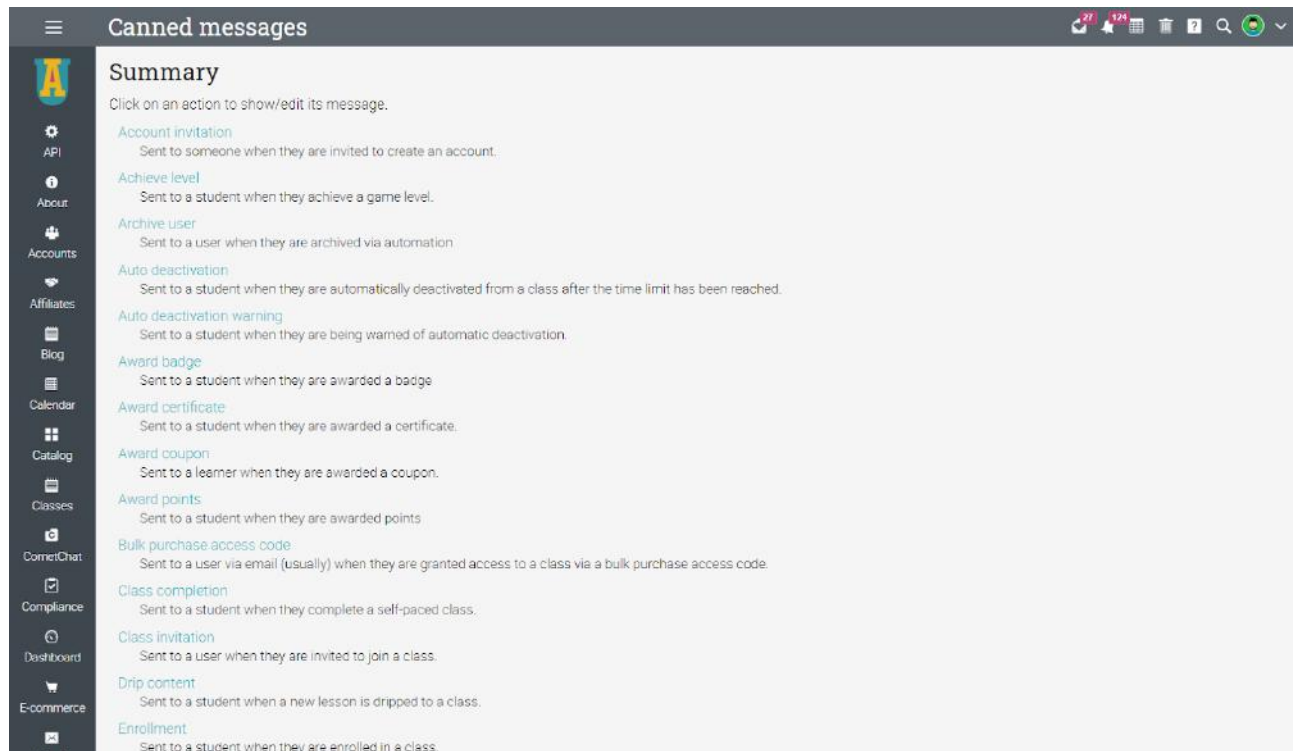 Canned messages
27
124
Summary
Click on an action to show/edit its message.
Account invitation
Sent to someone when they are invited to create an account.
Achieve level
Sent to a student when they achieve a game level.
Archive user
Sent to a user when they are archived via automation
Auto deactivation
Sent to a student when they are automatically deactivated from a class after the time limit has been reached.
Auto deactivation warning
Sent to a student when they are being warned of automatic deactivation.
Award badge
Sent to a student when they are awarded a badge
Award certificate
Sent to a student when they are awarded a certificate.
Award coupon
Sent to a learner when they are awarded a coupon.
Award points
Sent to a student when they are awarded points
Bulk purchase access code
Sent to a user via email (usually) when they are granted access to a class via a bulk purchase access code.
Class completion
Sent to a student when they complete a self-paced class.
Class invitation
Sent to a user when they are invited to join a class.
Drip content
Sent to a student when a new lesson is dripped to a class.
Enrollment
Sent to a student when they are enrolled in a class.
A
API
About
Accounts
Affiliates
Blog
Calendar
Catalog
Classes
CometChat
Compliance
Dashboard
E-commerce